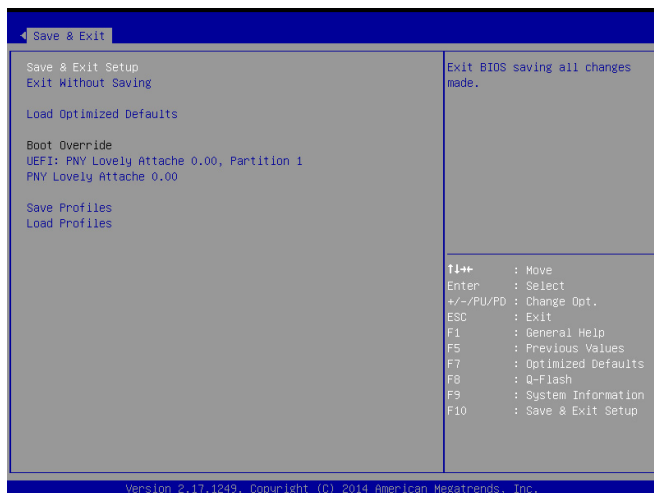 Save & Exit
Save & Exit Setup
Exit Without Saving
Load Optimized Defaults
Boot Override
UEFI: PNY Lovely Attache 0.00, Partition 1
PNY Lovely Attache 0.00
Save Profiles
Load Profiles
Exit BIOS saving all changes
made.
↑↓→← : Move
Enter : Select
+/-/PU/PD : Change Opt.
ESC : Exit
F1 : General Help
F5 : Previous Values
F7 : Optimized Defaults
F8 : Q-Flash
F9 : System Information
F10 : Save & Exit Setup
Version 2.17.1249. Copyright (C) 2014 American Megatrends, Inc.